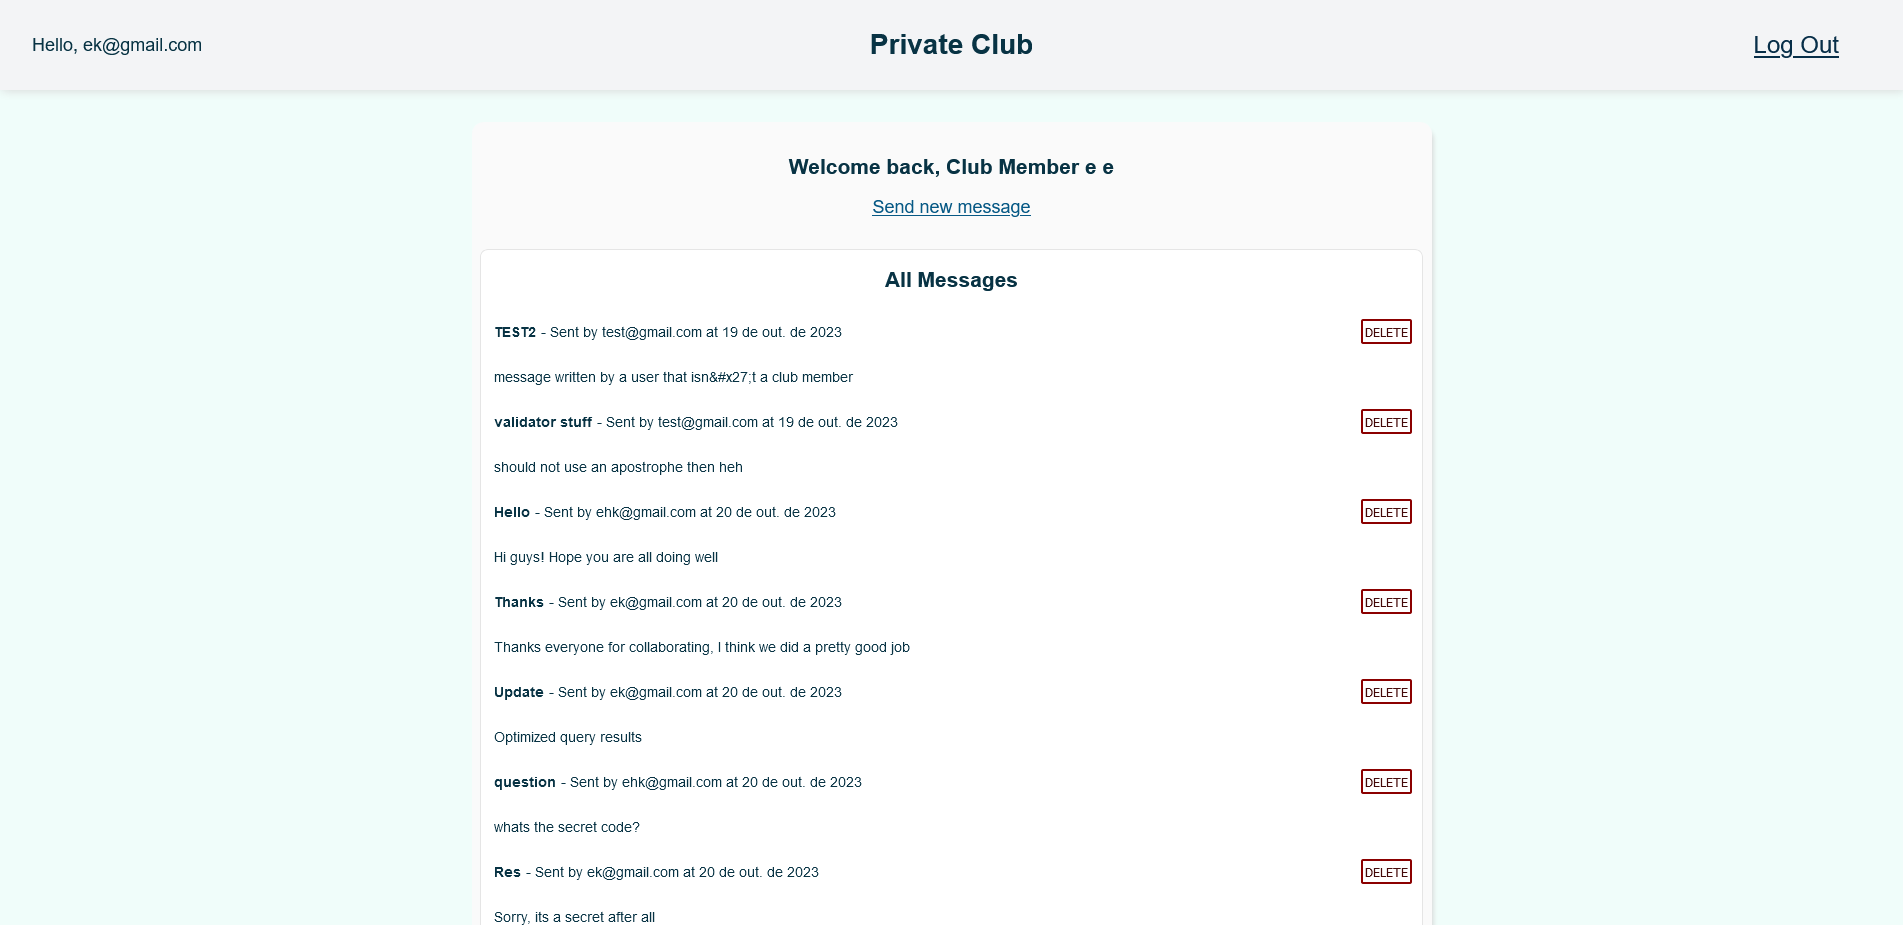 Hello, ek@gmail.com
Private Club
Log Out
Welcome back, Club Member e e
Send new message
All Messages
TEST2 - Sent by test@gmail.com at 19 de out. de 2023
DELETE
message written by a user that isn&#x27;t a club member
validator stuff - Sent by test@gmail.com at 19 de out. de 2023
DELETE
should not use an apostrophe then heh
Hello - Sent by ehk@gmail.com at 20 de out. de 2023
DELETE
Hi guys! Hope you are all doing well
Thanks - Sent by ek@gmail.com at 20 de out. de 2023
DELETE
Thanks everyone for collaborating, I think we did a pretty good job
Update - Sent by ek@gmail.com at 20 de out. de 2023
DELETE
Optimized query results
question - Sent by ehk@gmail.com at 20 de out. de 2023
DELETE
whats the secret code?
Res - Sent by ek@gmail.com at 20 de out. de 2023
DELETE
Sorry, its a secret after all